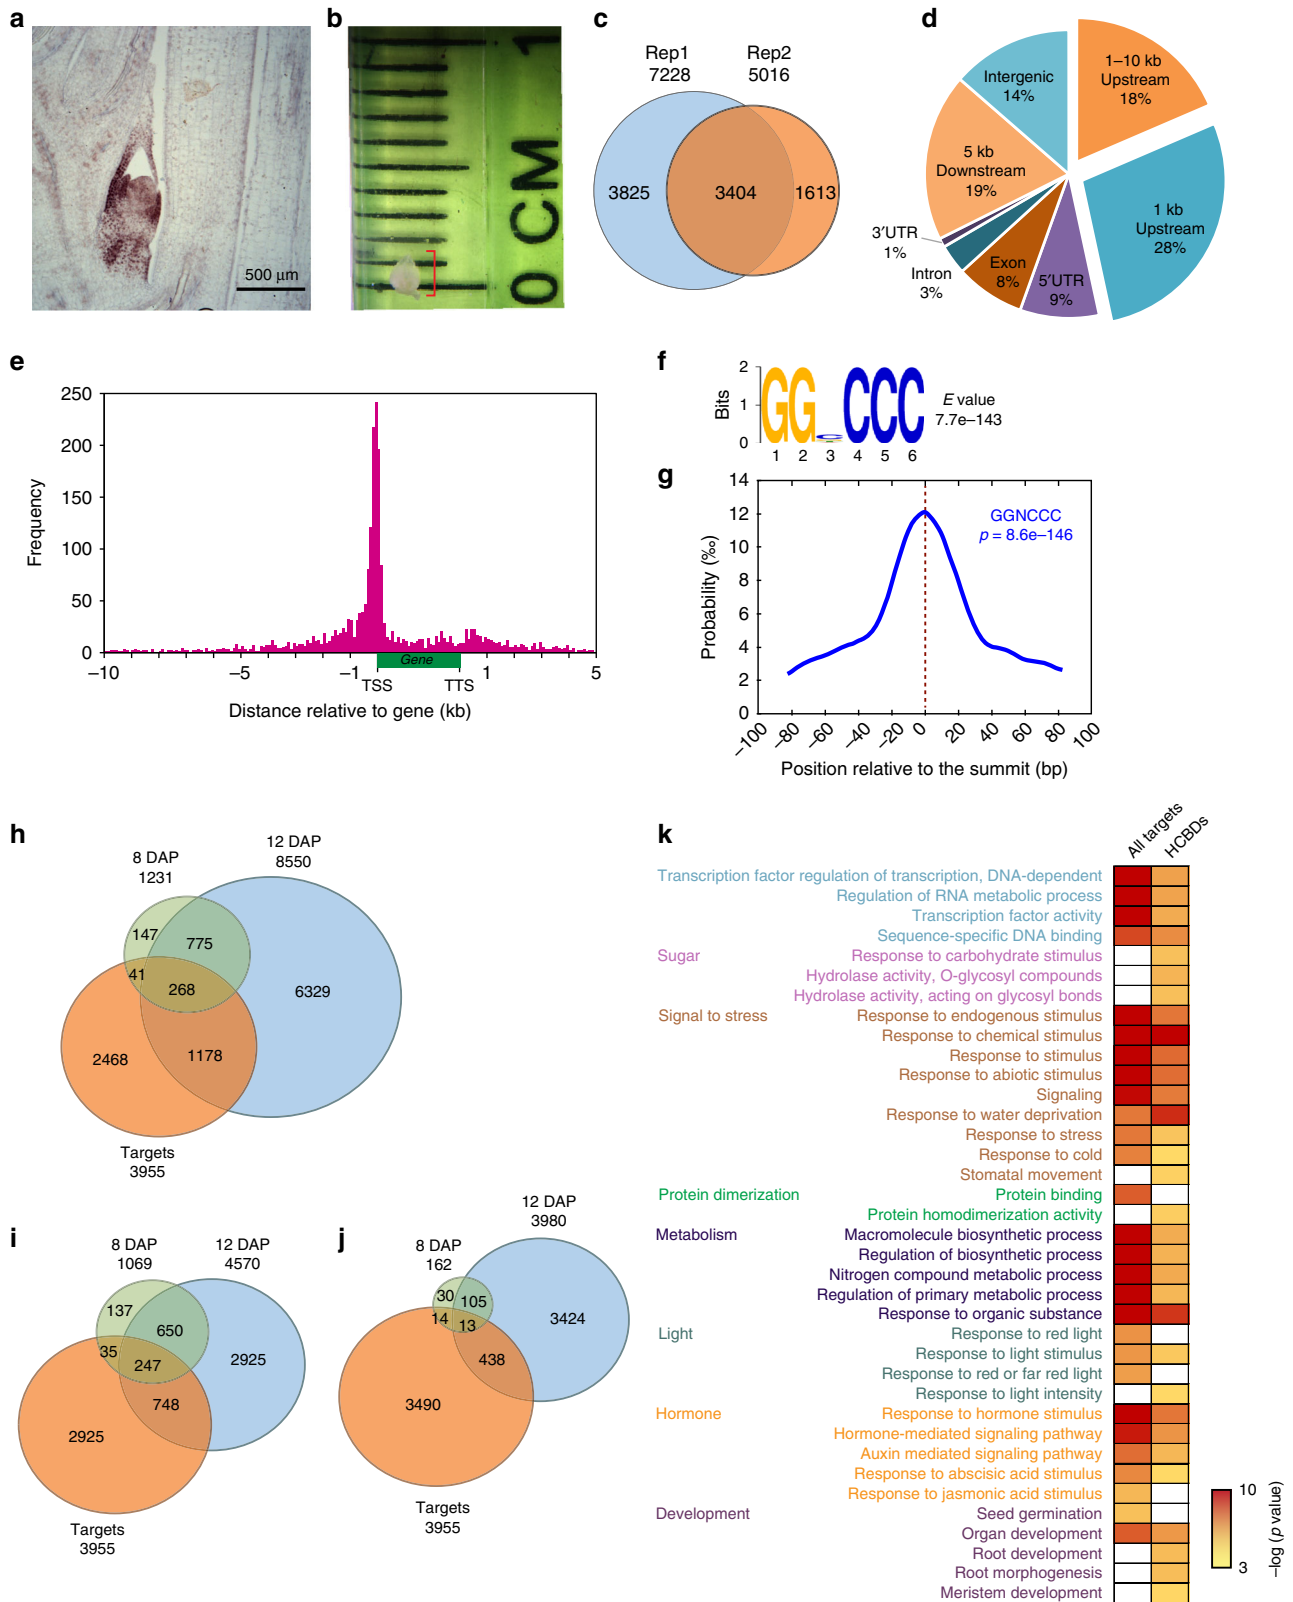 a
500 µm
b
0 CM 1
c
Rep1
7228
Rep2
5016
3825
3404
1613
d
1–10 kb
Upstream
18%
Intergenic
14%
5 kb
Downstream
19%
1 kb
Upstream
28%
3′UTR
1%
Intron
3%
Exon
8%
5′UTR
9%
e
Frequency
250
200
150
100
50
0
Gene
–10
–5
–1
TSS
TTS
1
5
Distance relative to gene (kb)
f
Bits
2
1
0
GG CCC
1 2 3 4 5 6
E value
7.7e–143
g
Probability (‰)
14
12
10
8
6
4
2
0
GGNCCC
p = 8.6e–146
–100 –80 –60 –40 –20 0 20 40 60 80 100
Position relative to the summit (bp)
h
8 DAP
1231
12 DAP
8550
147
775
41
268
6329
2468
1178
Targets
3955
i
8 DAP
1069
12 DAP
4570
137
650
35
247
2925
748
2925
Targets
3955
j
8 DAP
162
12 DAP
3980
30
105
14
13
3424
438
3490
Targets
3955
k
All targets
HCBDs
Transcription factor regulation of transcription, DNA-dependent
Regulation of RNA metabolic process
Transcription factor activity
Sequence-specific DNA binding
Sugar Response to carbohydrate stimulus
Hydrolase activity, O-glycosyl compounds
Hydrolase activity, acting on glycosyl bonds
Signal to stress Response to endogenous stimulus
Response to chemical stimulus
Response to stimulus
Response to abiotic stimulus
Signaling
Response to water deprivation
Response to stress
Response to cold
Stomatal movement
Protein dimerization Protein binding
Protein homodimerization activity
Metabolism Macromolecule biosynthetic process
Regulation of biosynthetic process
Nitrogen compound metabolic process
Regulation of primary metabolic process
Response to organic substance
Light Response to red light
Response to light stimulus
Response to red or far red light
Response to light intensity
Hormone Response to hormone stimulus
Hormone-mediated signaling pathway
Auxin mediated signaling pathway
Response to abscisic acid stimulus
Response to jasmonic acid stimulus
Development Seed germination
Organ development
Root development
Root morphogenesis
Meristem development
10
3
–log (p value)